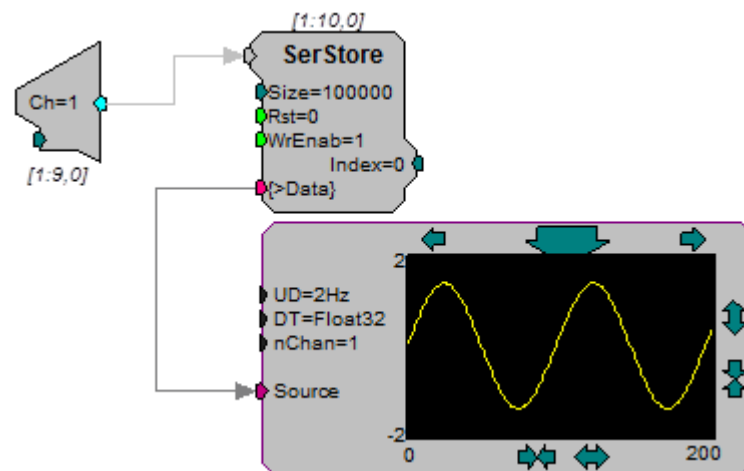 [1:10,0]
SerStore
Ch=1
Size=100000
Rst=0
WrEnab=1
Index=0
[1:9,0]
{>Data}
2
UD=2Hz
DT=Float32
nChan=1
Source
-2
0
200